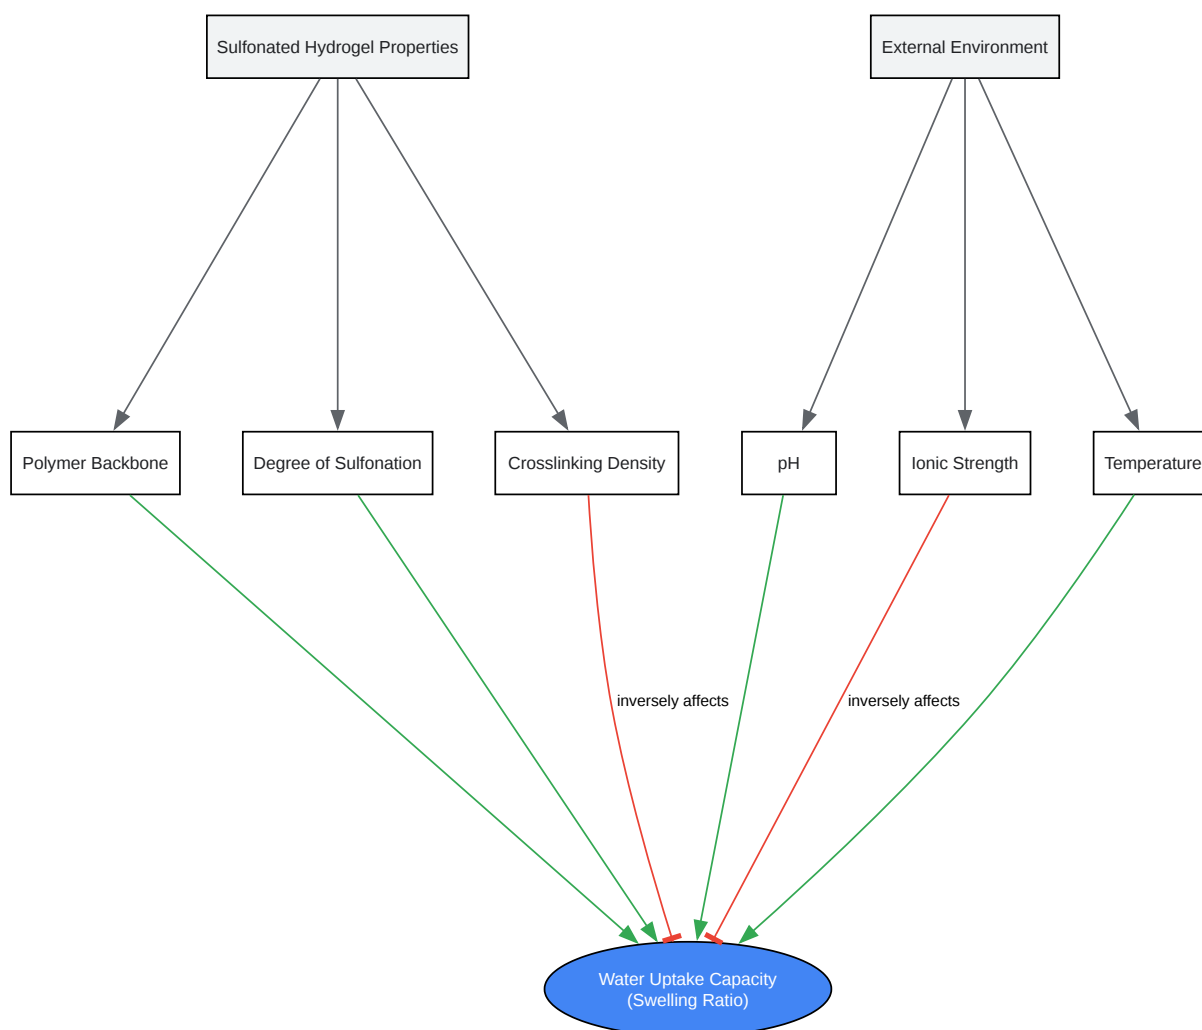 Sulfonated Hydrogel Properties
External Environment
Polymer Backbone
Degree of Sulfonation
Crosslinking Density
pH
Ionic Strength
Temperature
inversely affects
inversely affects
Water Uptake Capacity
(Swelling Ratio)